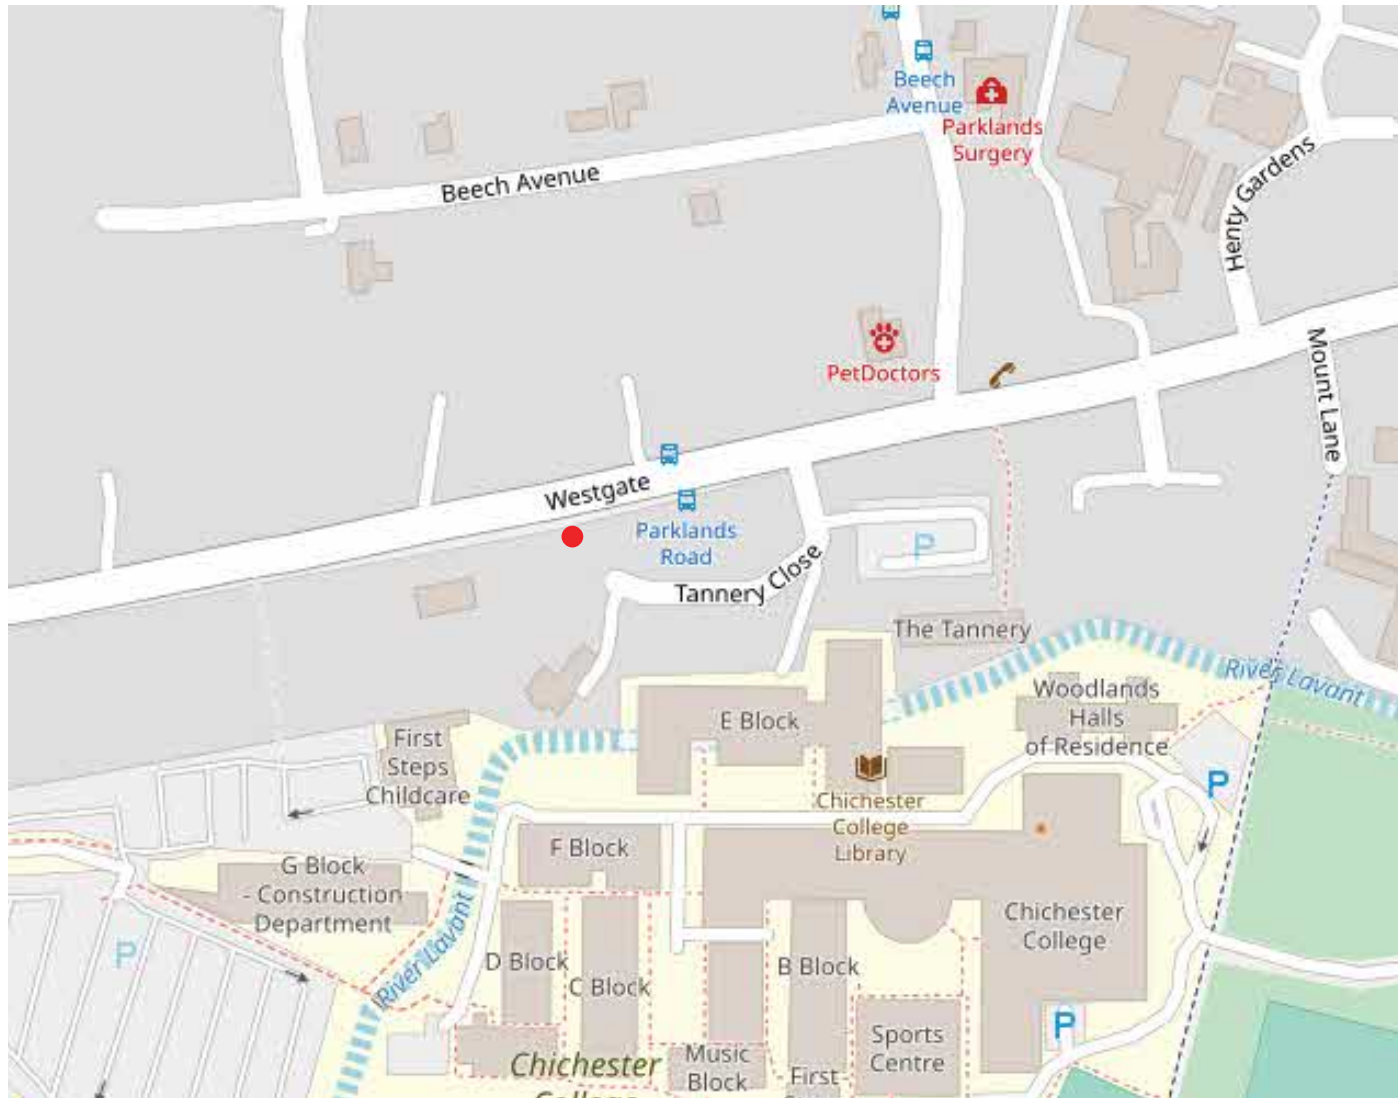 Beech
Avenue
Parklands
Surgery
Beech Avenue
Henty Gardens
PetDoctors
Mount Lane
Westgate
Parklands
Road
Tannery Close
P
The Tannery
River Lavant
Woodlands
Halls
of Residence
E Block
First
Steps
Childcare
P
Chichester
College
Library
F Block
G Block
- Construction
Department
Chichester
College
P
River Lavant
D Block
C Block
B Block
P
Sports
Centre
Music
Block
Chichester
College
First